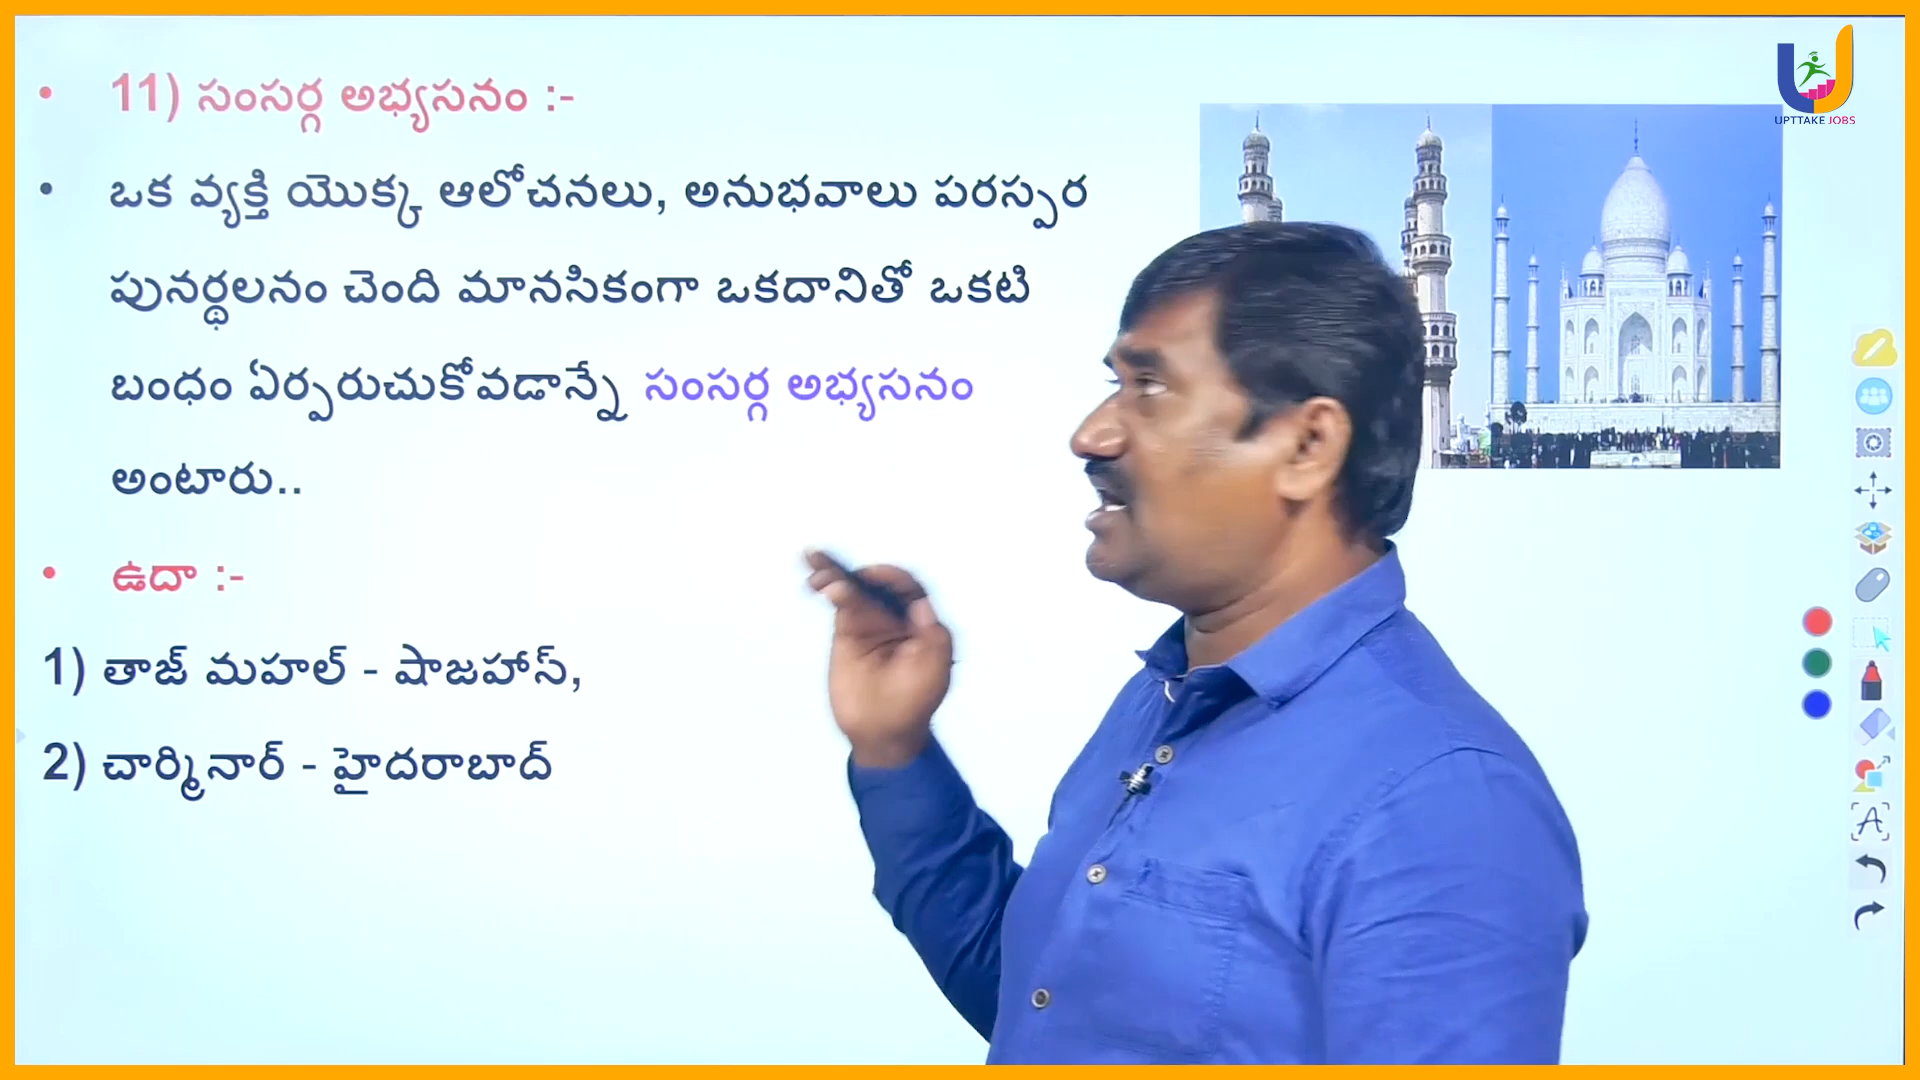 11) సంసర్గ అభ్యసనం :-
ఒక వ్యక్తి యొక్క ఆలోచనలు, అనుభవాలు పరస్పర
పునర్థలనం చెంది మానసికంగా ఒకదానితో ఒకటి
బంధం ఏర్పరుచుకోవడాన్నే సంసర్గ అభ్యసనం
అంటారు..
ఉదా :-
1) తాజ్ మహల్ - షాజహాస్,
2) చార్మినార్ - హైదరాబాద్
UPTTAKE JOBS